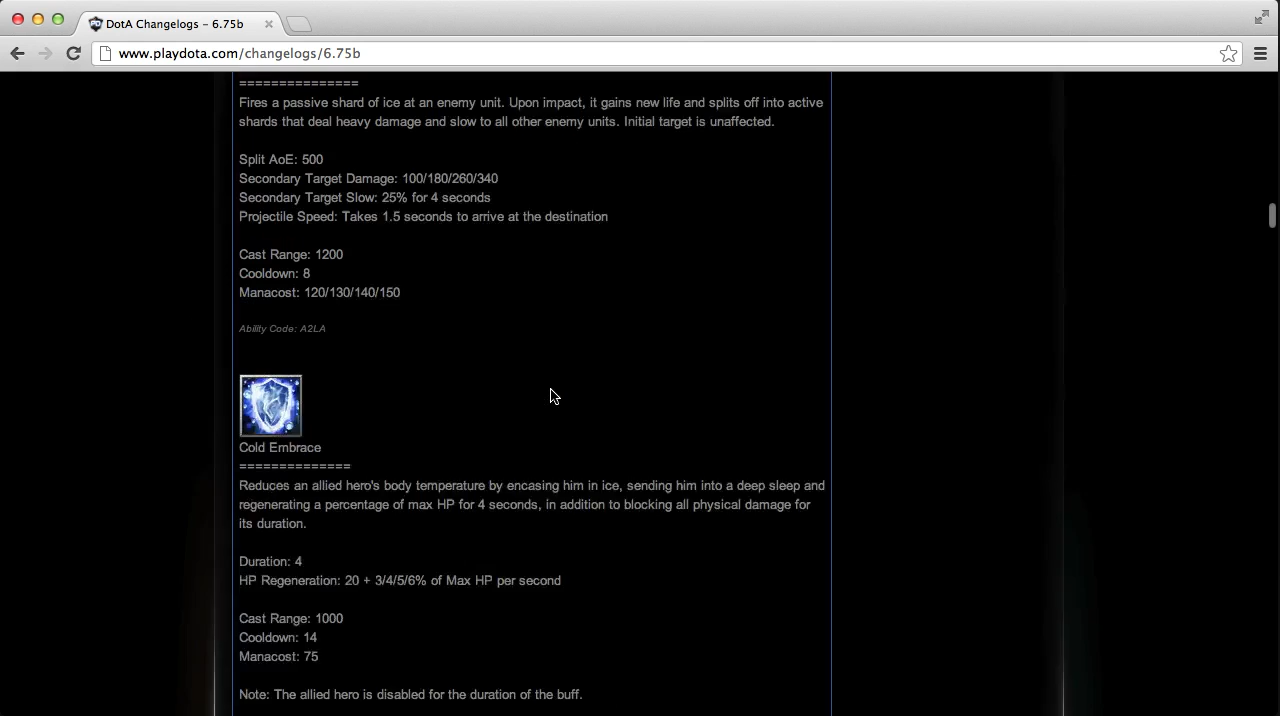 DotA Changelogs – 6.75b
www.playdota.com/changelogs/6.75b
===============
Fires a passive shard of ice at an enemy unit. Upon impact, it gains new life and splits off into active
shards that deal heavy damage and slow to all other enemy units. Initial target is unaffected.
Split AoE: 500
Secondary Target Damage: 100/180/260/340
Secondary Target Slow: 25% for 4 seconds
Projectile Speed: Takes 1.5 seconds to arrive at the destination
Cast Range: 1200
Cooldown: 8
Manacost: 120/130/140/150
Ability Code: A2LA
Cold Embrace
==============
Reduces an allied hero's body temperature by encasing him in ice, sending him into a deep sleep and
regenerating a percentage of max HP for 4 seconds, in addition to blocking all physical damage for
its duration.
Duration: 4
HP Regeneration: 20 + 3/4/5/6% of Max HP per second
Cast Range: 1000
Cooldown: 14
Manacost: 75
Note: The allied hero is disabled for the duration of the buff.